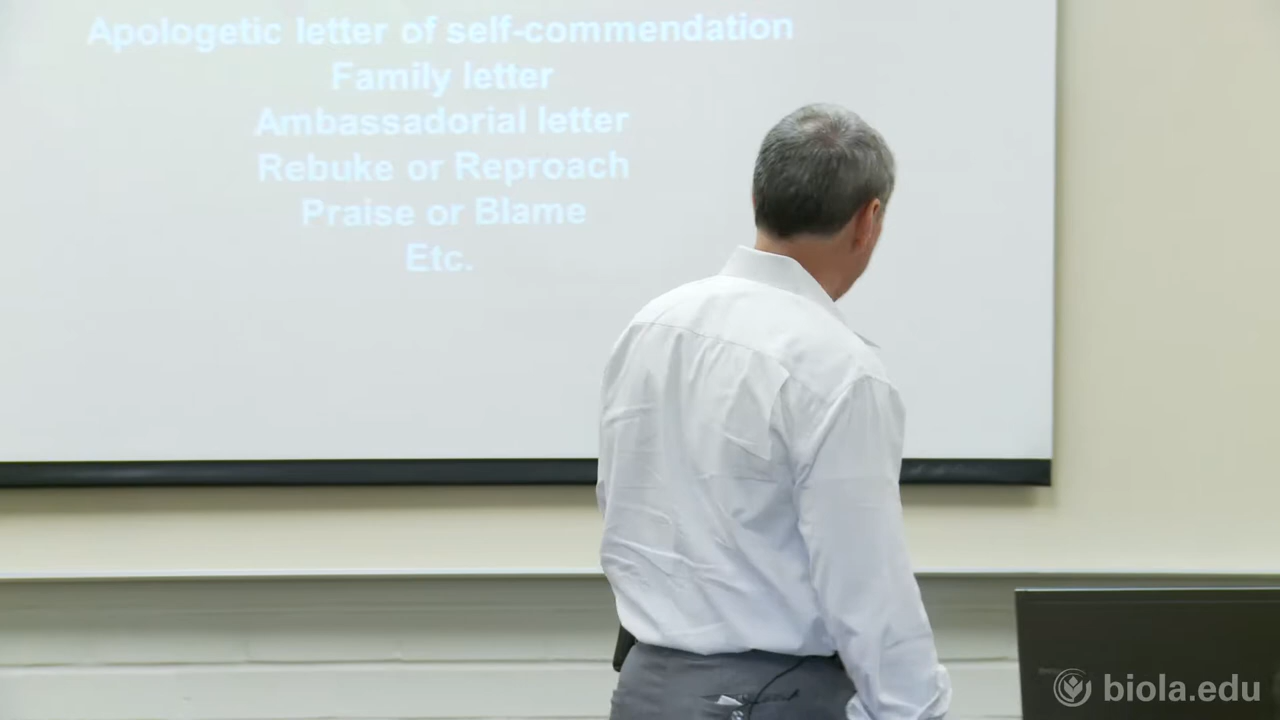 Apologetic letter of self-commendation
Family letter
Ambassadorial letter
Rebuke or Reproach
Praise or Blame
Etc.
biola.edu